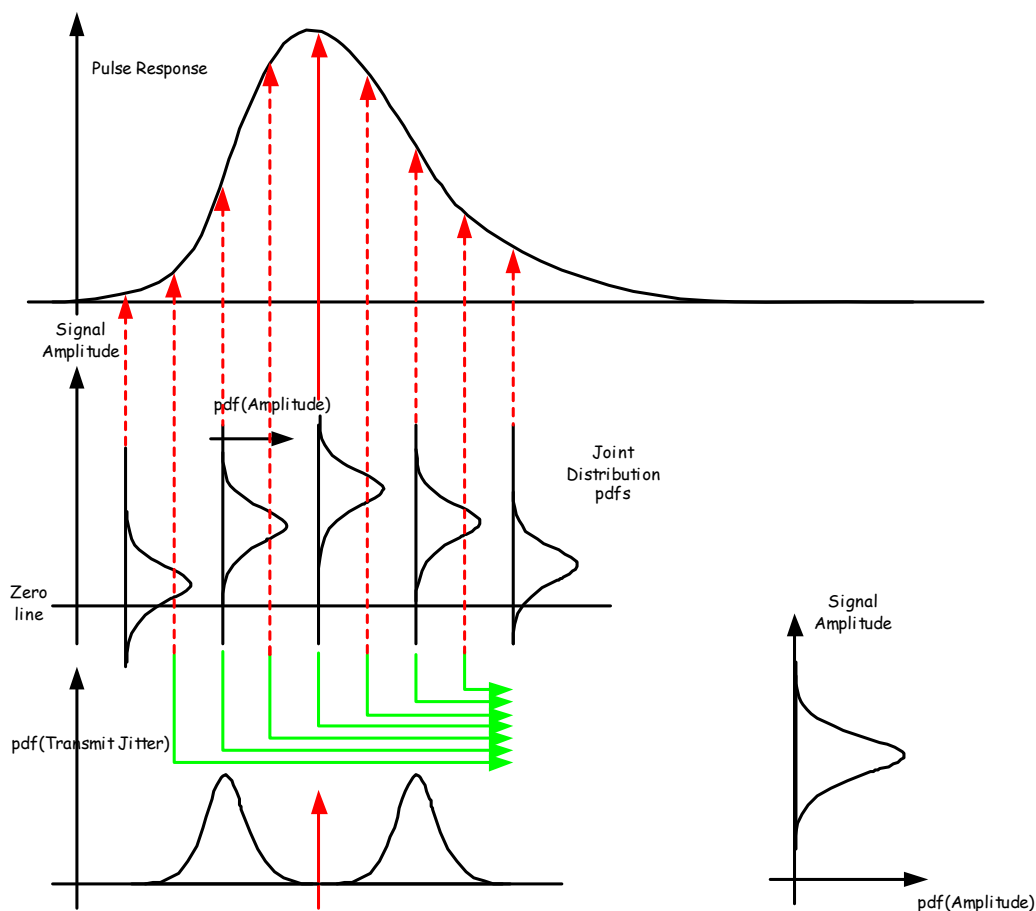 Pulse Response
Signal
Amplitude
pdf(Amplitude)
Joint
Distribution
pdfs
Zero
line
Signal
Amplitude
pdf(Transmit Jitter)
pdf(Amplitude)